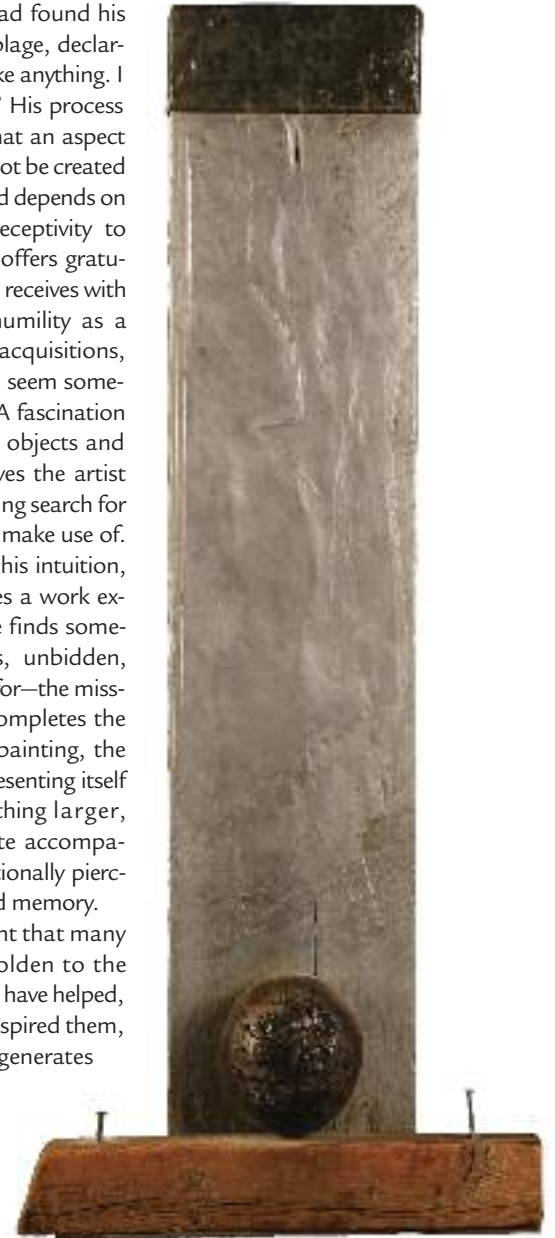 ad found his
lage, declar-
ke anything. I
’ His process
hat an aspect
ot be created
d depends on
eceptivity to
offers gratu-
receives with
humility as a
acquisitions,
seem some-
A fascination
objects and
ves the artist
ng search for
make use of.
his intuition,
es a work ex-
e finds some-
s, unbidden,
for—the miss-
ompletes the
painting, the
esenting itself
thing larger,
te accompa-
tionally pierc-
d memory.
nt that many
olden to the
have helped,
spired them,
generates